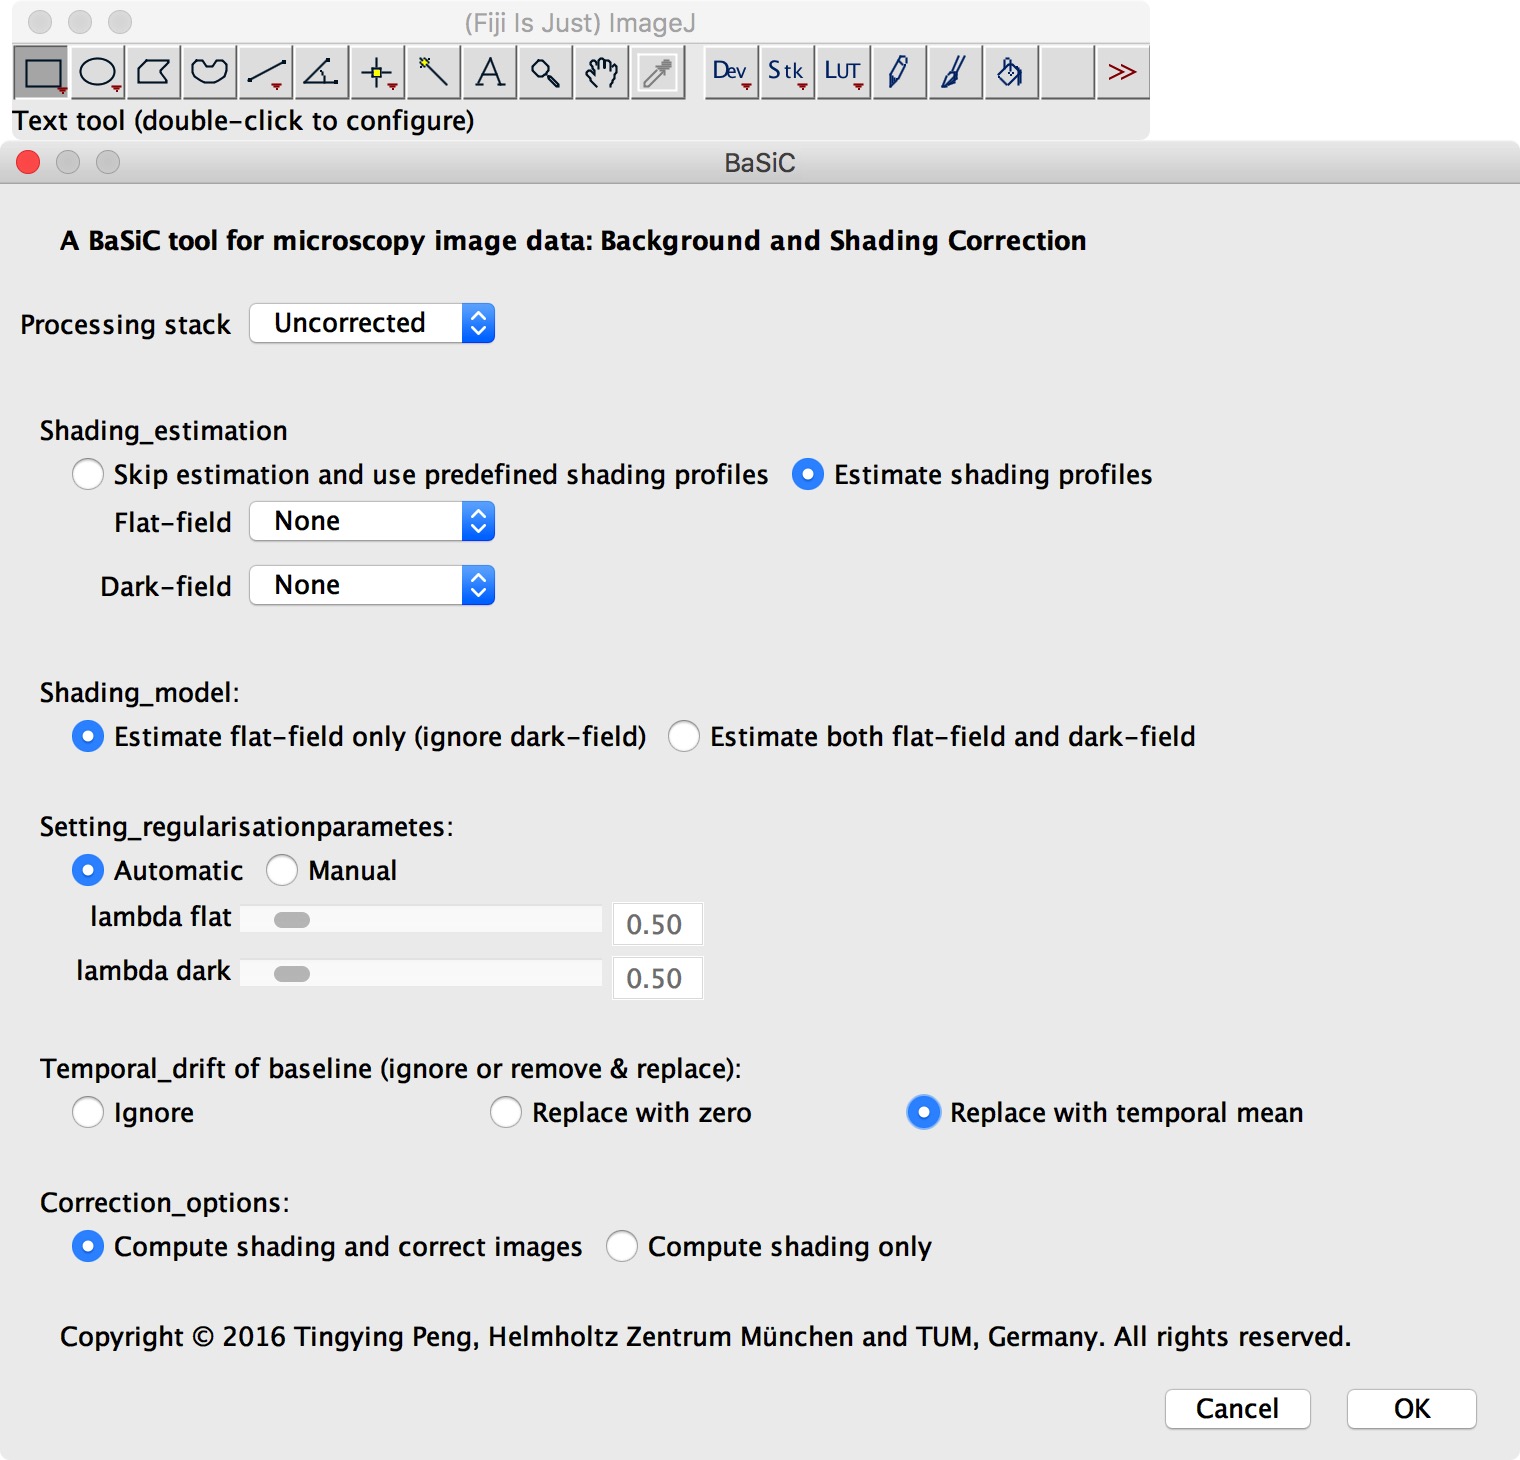 (Fiji Is Just) ImageJ
A Dev Stk LUT >>
Text tool (double-click to configure)
BaSiC
A BaSiC tool for microscopy image data: Background and Shading Correction
Processing stack Uncorrected
Shading_estimation
Skip estimation and use predefined shading profiles Estimate shading profiles
Flat-field None
Dark-field None
Shading_model:
Estimate flat-field only (ignore dark-field) Estimate both flat-field and dark-field
Setting_regularisationparametes:
Automatic Manual
lambda flat 0.50
lambda dark 0.50
Temporal_drift of baseline (ignore or remove & replace):
Ignore Replace with zero Replace with temporal mean
Correction_options:
Compute shading and correct images Compute shading only
Copyright © 2016 Tingying Peng, Helmholtz Zentrum München and TUM, Germany. All rights reserved.
Cancel OK